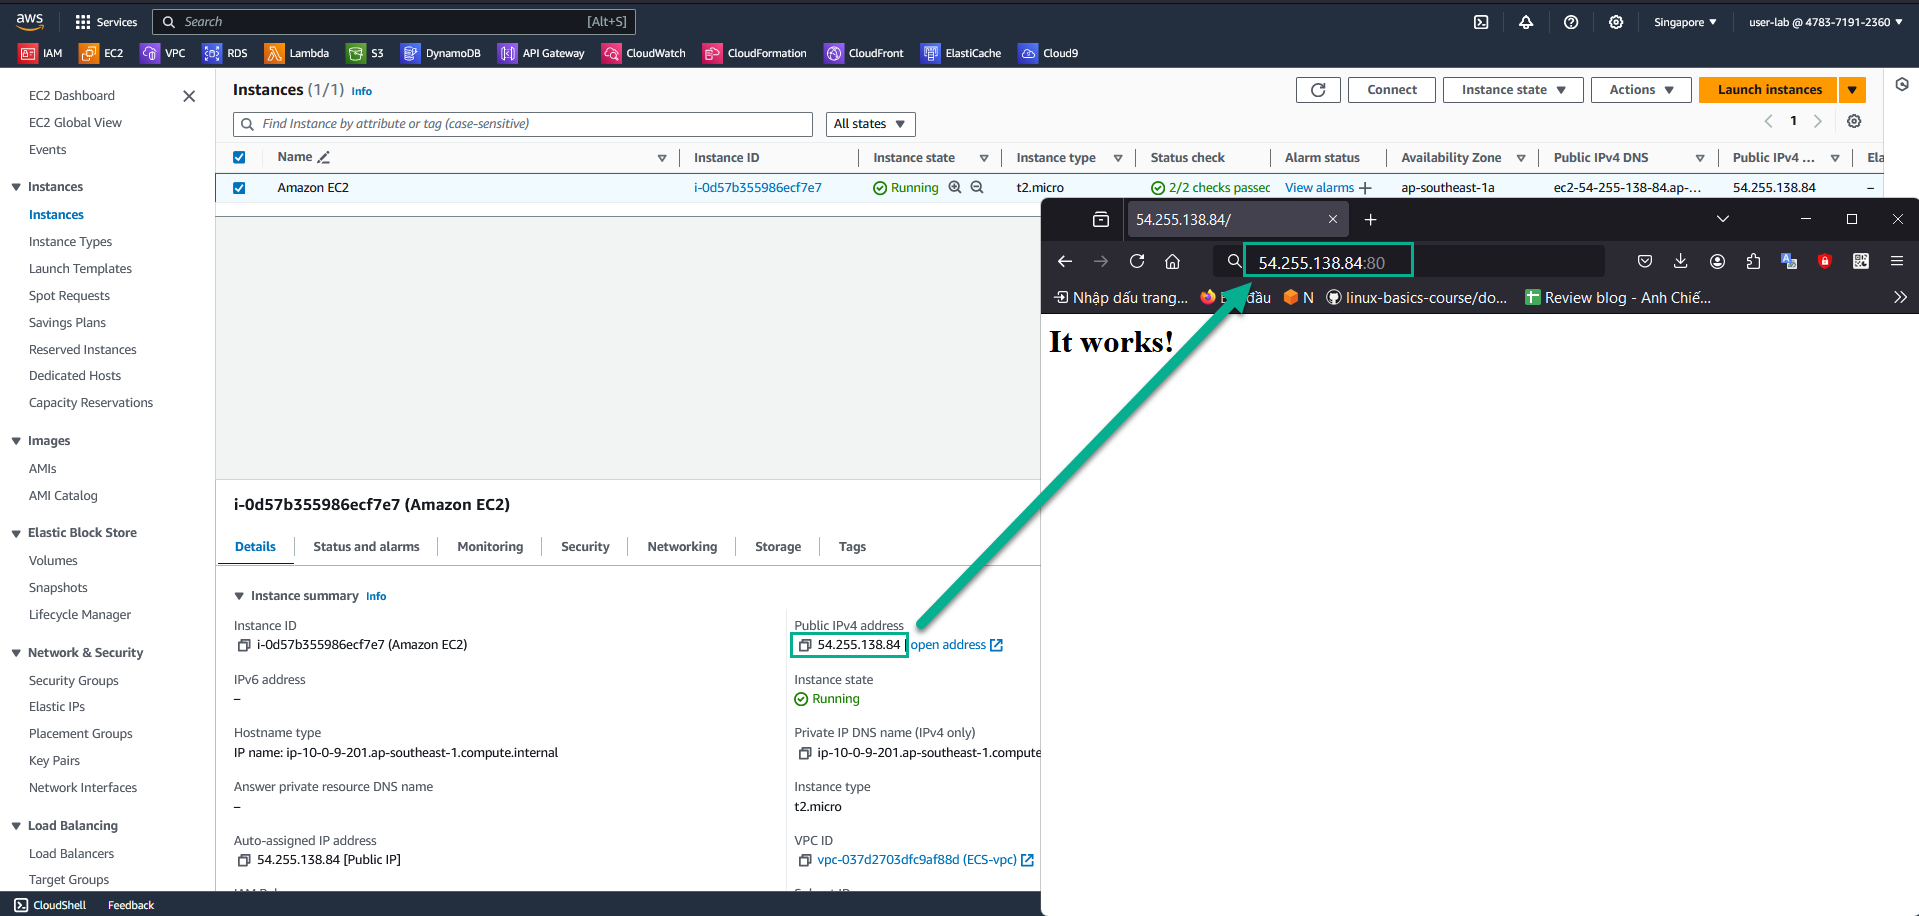 aws
Services
Search [Alt+S]
Singapore
user-lab @ 4783-7191-2360
IAM EC2 VPC RDS Lambda S3 DynamoDB API Gateway CloudWatch CloudFormation CloudFront ElastiCache Cloud9
EC2 Dashboard
EC2 Global View
Events
Instances
Instances
Instance Types
Launch Templates
Spot Requests
Savings Plans
Reserved Instances
Dedicated Hosts
Capacity Reservations
Images
AMIs
AMI Catalog
Elastic Block Store
Volumes
Snapshots
Lifecycle Manager
Network & Security
Security Groups
Elastic IPs
Placement Groups
Key Pairs
Network Interfaces
Load Balancing
Load Balancers
Target Groups
Instances (1/1) Info
Connect
Instance state
Actions
Launch instances
Find Instance by attribute or tag (case-sensitive)
All states
1
Name Instance ID Instance state Instance type Status check Alarm status Availability Zone Public IPv4 DNS Public IPv4 ... Ela
Amazon EC2 i-0d57b355986ecf7e7 Running t2.micro 2/2 checks passec View alarms + ap-southeast-1a ec2-54-255-138-84.ap-... 54.255.138.84 –
54.255.138.84/
54.255.138.84:80
Nhập dấu trang... đầu N linux-basics-course/do... Review blog - Anh Chiế...
It works!
i-0d57b355986ecf7e7 (Amazon EC2)
Details Status and alarms Monitoring Security Networking Storage Tags
Instance summary Info
Instance ID
i-0d57b355986ecf7e7 (Amazon EC2)
Public IPv4 address
54.255.138.84 | open address
IPv6 address
–
Instance state
Running
Hostname type
IP name: ip-10-0-9-201.ap-southeast-1.compute.internal
Private IP DNS name (IPv4 only)
ip-10-0-9-201.ap-southeast-1.compute
Answer private resource DNS name
–
Instance type
t2.micro
Auto-assigned IP address
54.255.138.84 [Public IP]
VPC ID
vpc-037d2703dfc9af88d (ECS-vpc)
CloudShell
Feedback